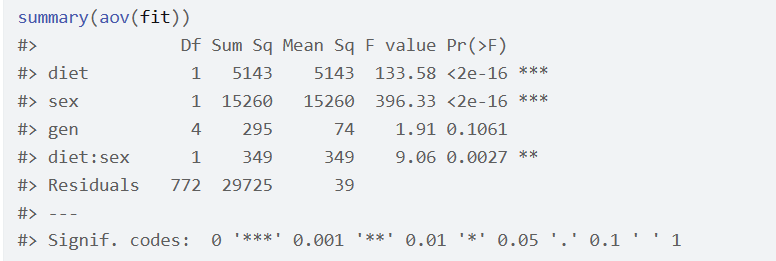 summary(aov(fit))
#>              Df Sum Sq Mean Sq F value Pr(>F)
#> diet          1   5143    5143  133.58 <2e-16 ***
#> sex           1  15260   15260  396.33 <2e-16 ***
#> gen           4    295      74    1.91 0.1061
#> diet:sex      1    349     349    9.06 0.0027 **
#> Residuals   772  29725      39
#> ---
#> Signif. codes:  0 '***' 0.001 '**' 0.01 '*' 0.05 '.' 0.1 ' ' 1